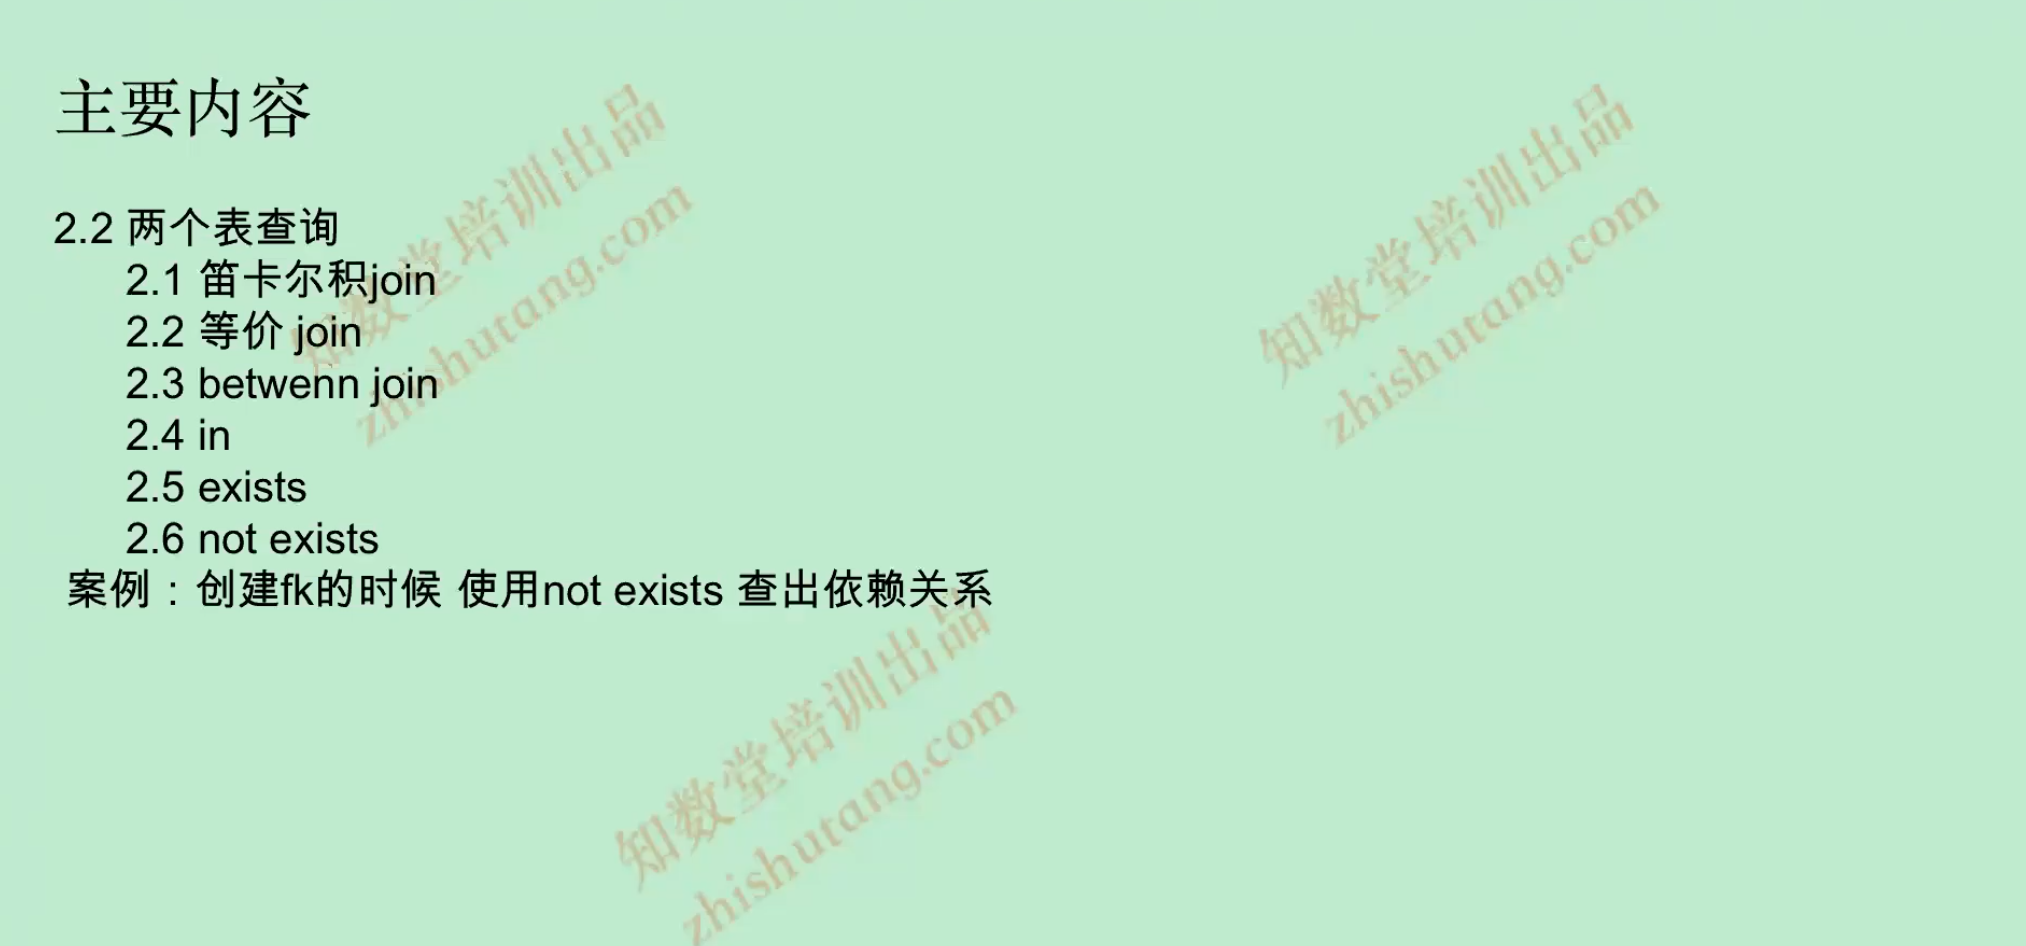 主要内容
2.2 两个表查询
2.1 笛卡尔积join
2.2 等价 join
2.3 betwenn join
2.4 in
2.5 exists
2.6 not exists
案例：创建fk的时候 使用not exists 查出依赖关系
知数堂培训出品
zhishutang.com
知数堂培训出品
zhishutang.com
知数堂培训出品
zhishutang.com